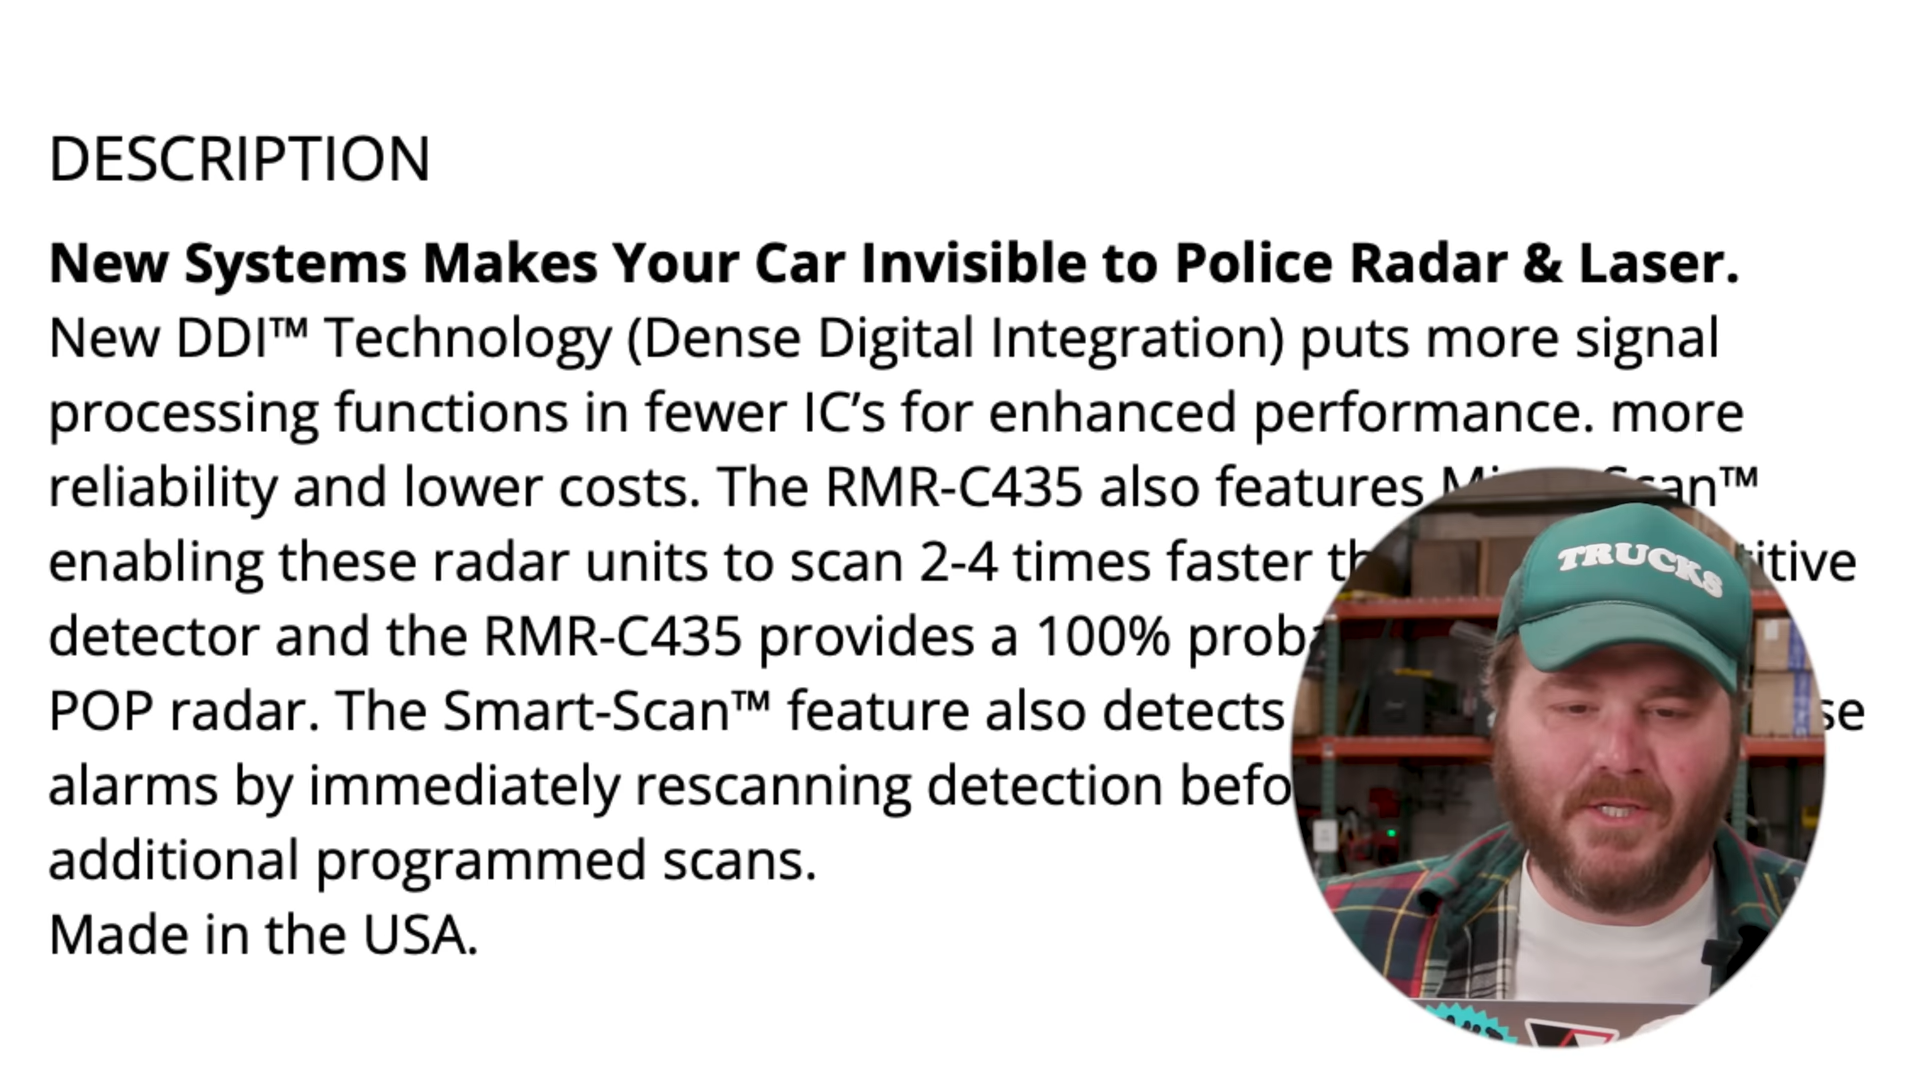 DESCRIPTION
New Systems Makes Your Car Invisible to Police Radar & Laser.
New DDI™ Technology (Dense Digital Integration) puts more signal
processing functions in fewer IC’s for enhanced performance. more
reliability and lower costs. The RMR-C435 also features
enabling these radar units to scan 2-4 times faster
detector and the RMR-C435 provides a 100%
POP radar. The Smart-Scan™ feature also detects
alarms by immediately rescanning detection
additional programmed scans.
Made in the USA.
TRUCKS